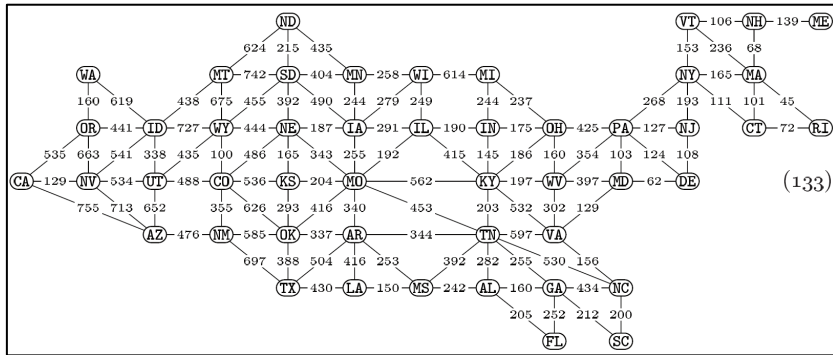 ND VT 106 NH 139 ME
624 215 435 153 236 68
WA MT 742 SD 404 MN 258 WI 614 MI NY 165 MA
160 619 438 675 455 392 490 244 279 249 244 237 268 193 111 101 45
OR 441 ID 727 WY 444 NE 187 IA 291 IL 190 IN 175 OH 425 PA 127 NJ CT 72 RI
535 663 541 338 435 100 486 165 343 255 192 415 145 186 160 354 103 124 108
CA 129 NV 534 UT 488 CO 536 KS 204 MO 562 KY 197 WV 397 MD 62 DE (133)
755 713 652 355 626 293 416 340 453 203 532 302 129
AZ 476 NM 585 OK 337 AR 344 TN 597 VA
697 388 504 416 253 392 282 255 530 156
TX 430 LA 150 MS 242 AL 160 GA 434 NC
205 252 212 200
FL SC